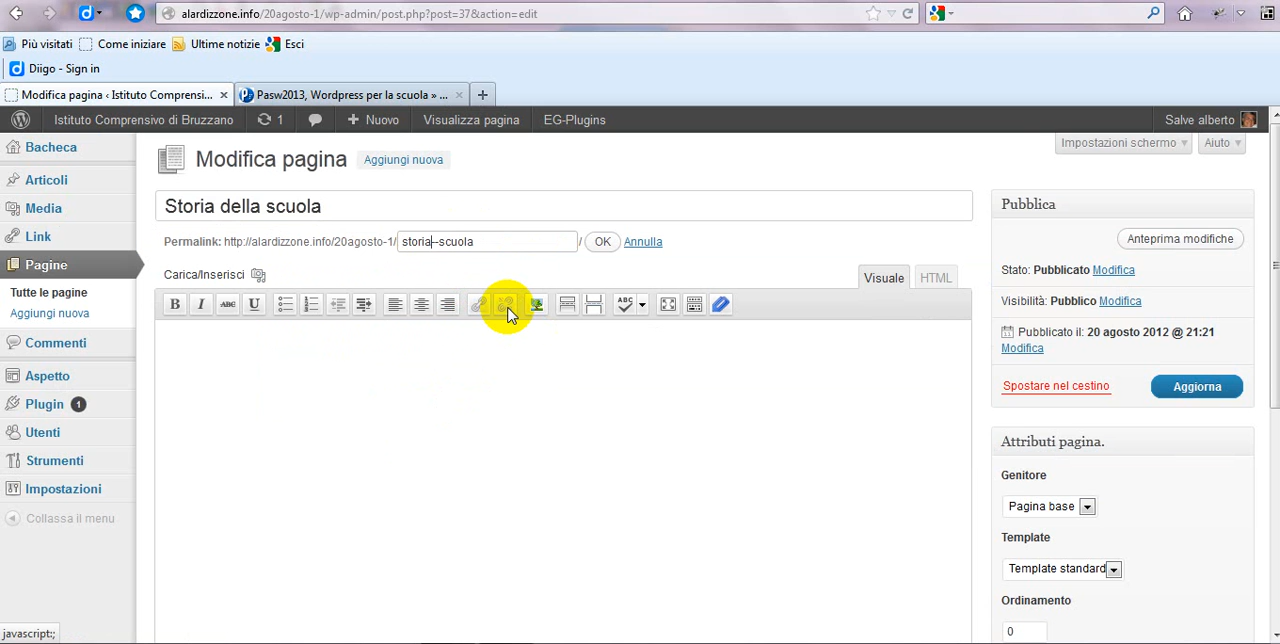 alardizzone.info/20agosto-1/wp-admin/post.php?post=37&action=edit
Più visitati Come iniziare Ultime notizie Esci
Diigo - Sign in
Modifica pagina ‹ Istituto Comprensi... × Pasw2013, Wordpress per la scuola » ... × +
Istituto Comprensivo di Bruzzano 1 Nuovo Visualizza pagina EG-Plugins Salve alberto
Impostazioni schermo Aiuto
Bacheca
Articoli
Media
Link
Pagine
Tutte le pagine
Aggiungi nuova
Commenti
Aspetto
Plugin 1
Utenti
Strumenti
Impostazioni
Collassa il menu
Modifica pagina Aggiungi nuova
Storia della scuola
Permalink: http://alardizzone.info/20agosto-1/storia--scuola / OK Annulla
Carica/Inserisci
Visuale HTML
B I ABC U ABC
Pubblica
Anteprima modifiche
Stato: Pubblicato Modifica
Visibilità: Pubblico Modifica
Pubblicato il: 20 agosto 2012 @ 21:21
Modifica
Spostare nel cestino Aggiorna
Attributi pagina.
Genitore
Pagina base
Template
Template standard
Ordinamento
0
javascript:;